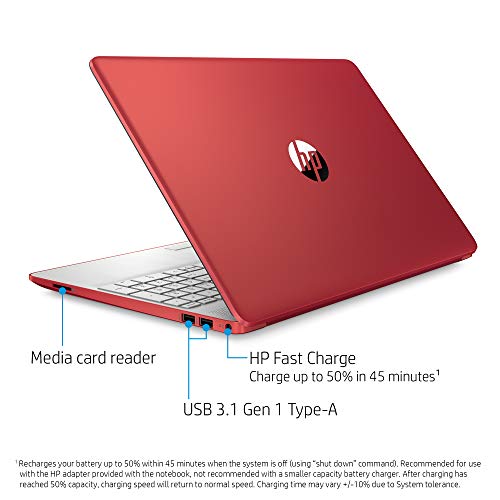 hp
Media card reader
HP Fast Charge
Charge up to 50% in 45 minutes¹
USB 3.1 Gen 1 Type-A
¹ Recharges your battery up to 50% within 45 minutes when the system is off (using “shut down” command). Recommended for use
with the HP adapter provided with the notebook, not recommended with a smaller capacity battery charger. After charging has
reached 50% capacity, charging speed will return to normal speed. Charging time may vary +/-10% due to System tolerance.